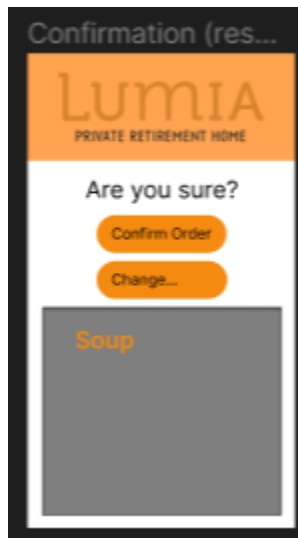 Confirmation (res...
LUMIA
PRIVATE RETIREMENT HOME
Are you sure?
Confirm Order
Change...
Soup